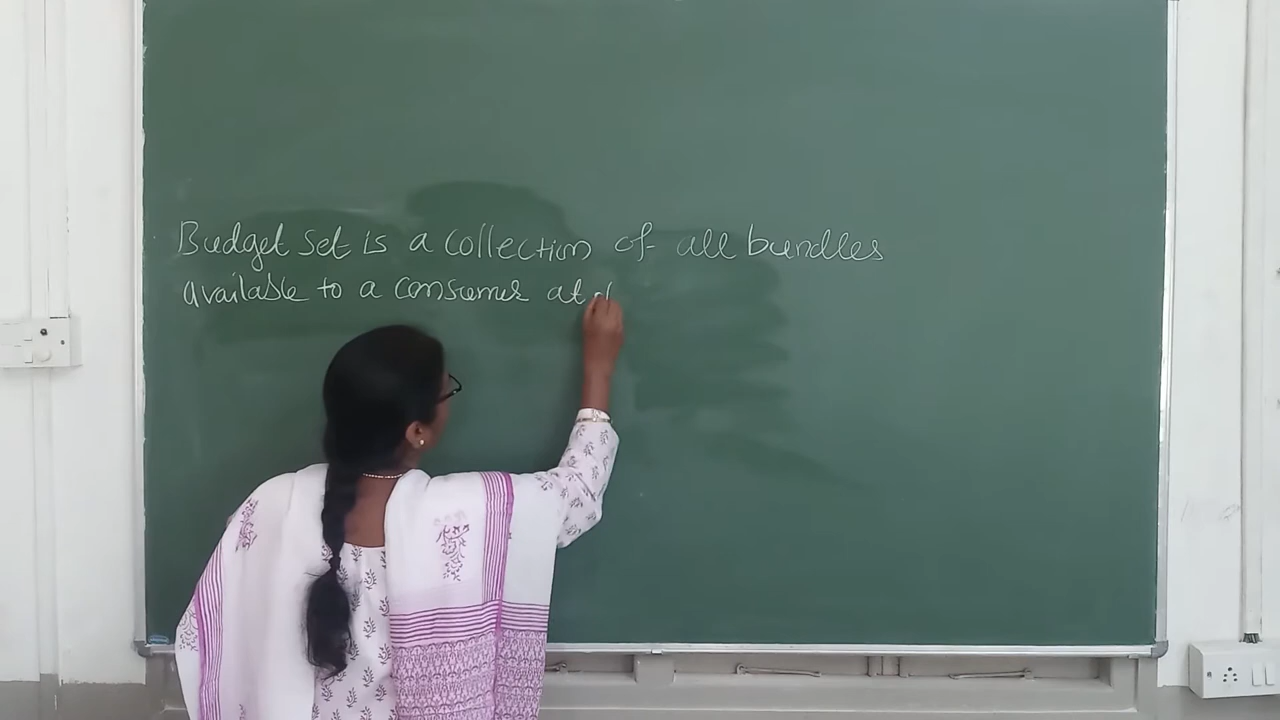 Budget set is a collection of all bundles
available to a consumer at